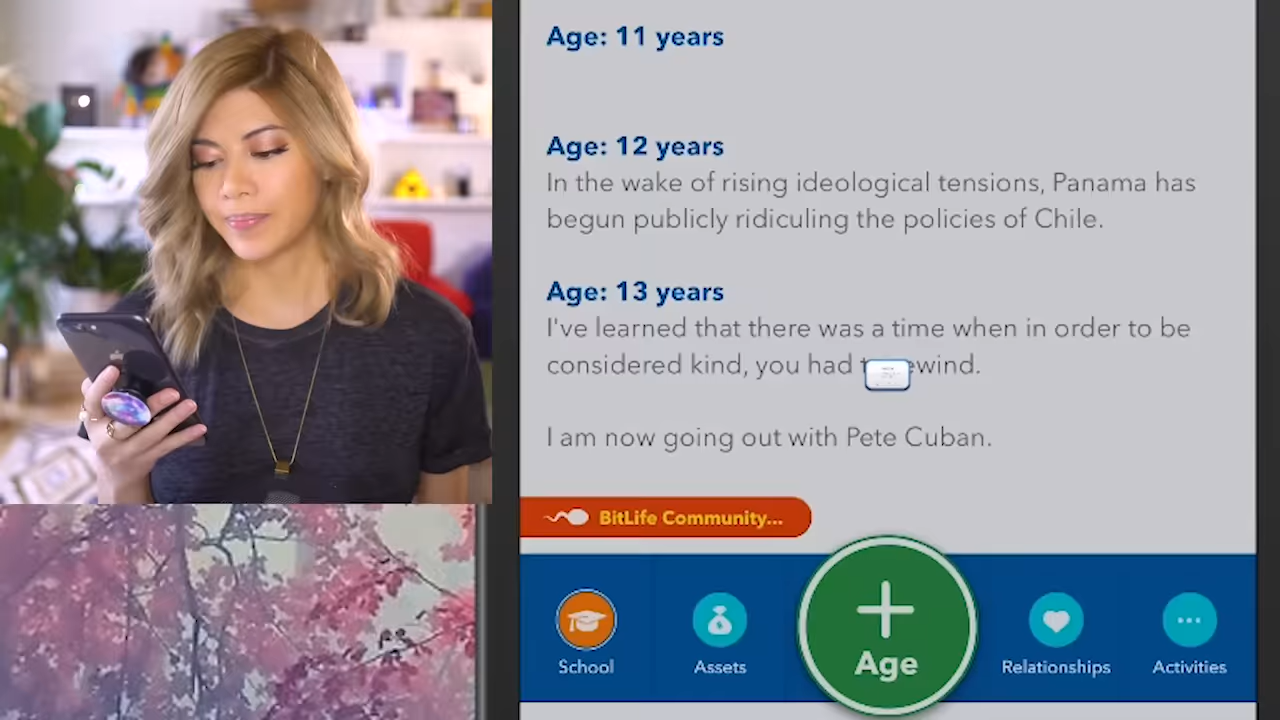 Age: 11 years
Age: 12 years
In the wake of rising ideological tensions, Panama has
begun publicly ridiculing the policies of Chile.
Age: 13 years
I've learned that there was a time when in order to be
considered kind, you had
I am now going out with Pete Cuban.
BitLife Community...
School
Assets
Age
Relationships
Activities